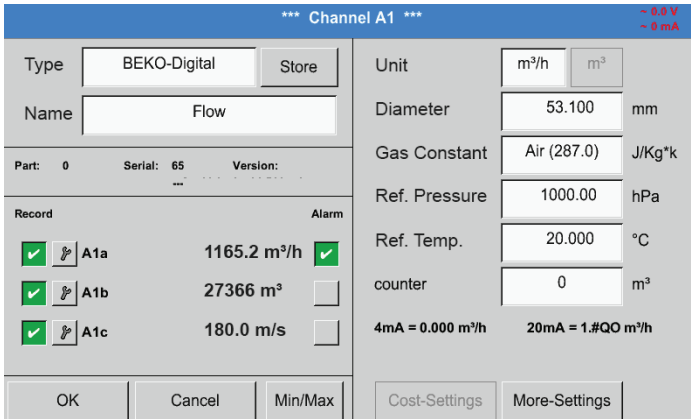 *** Channel A1 ***
~ 0.0 V
~ 0 mA
Type
BEKO-Digital
Store
Name
Flow
Part: 0 Serial: 65 Version:
---
Record
Alarm
A1a 1165.2 m³/h
A1b 27366 m³
A1c 180.0 m/s
OK
Cancel
Min/Max
Unit m³/h m³
Diameter 53.100 mm
Gas Constant Air (287.0) J/Kg*k
Ref. Pressure 1000.00 hPa
Ref. Temp. 20.000 °C
counter 0 m³
4mA = 0.000 m³/h 20mA = 1.#QO m³/h
Cost-Settings
More-Settings